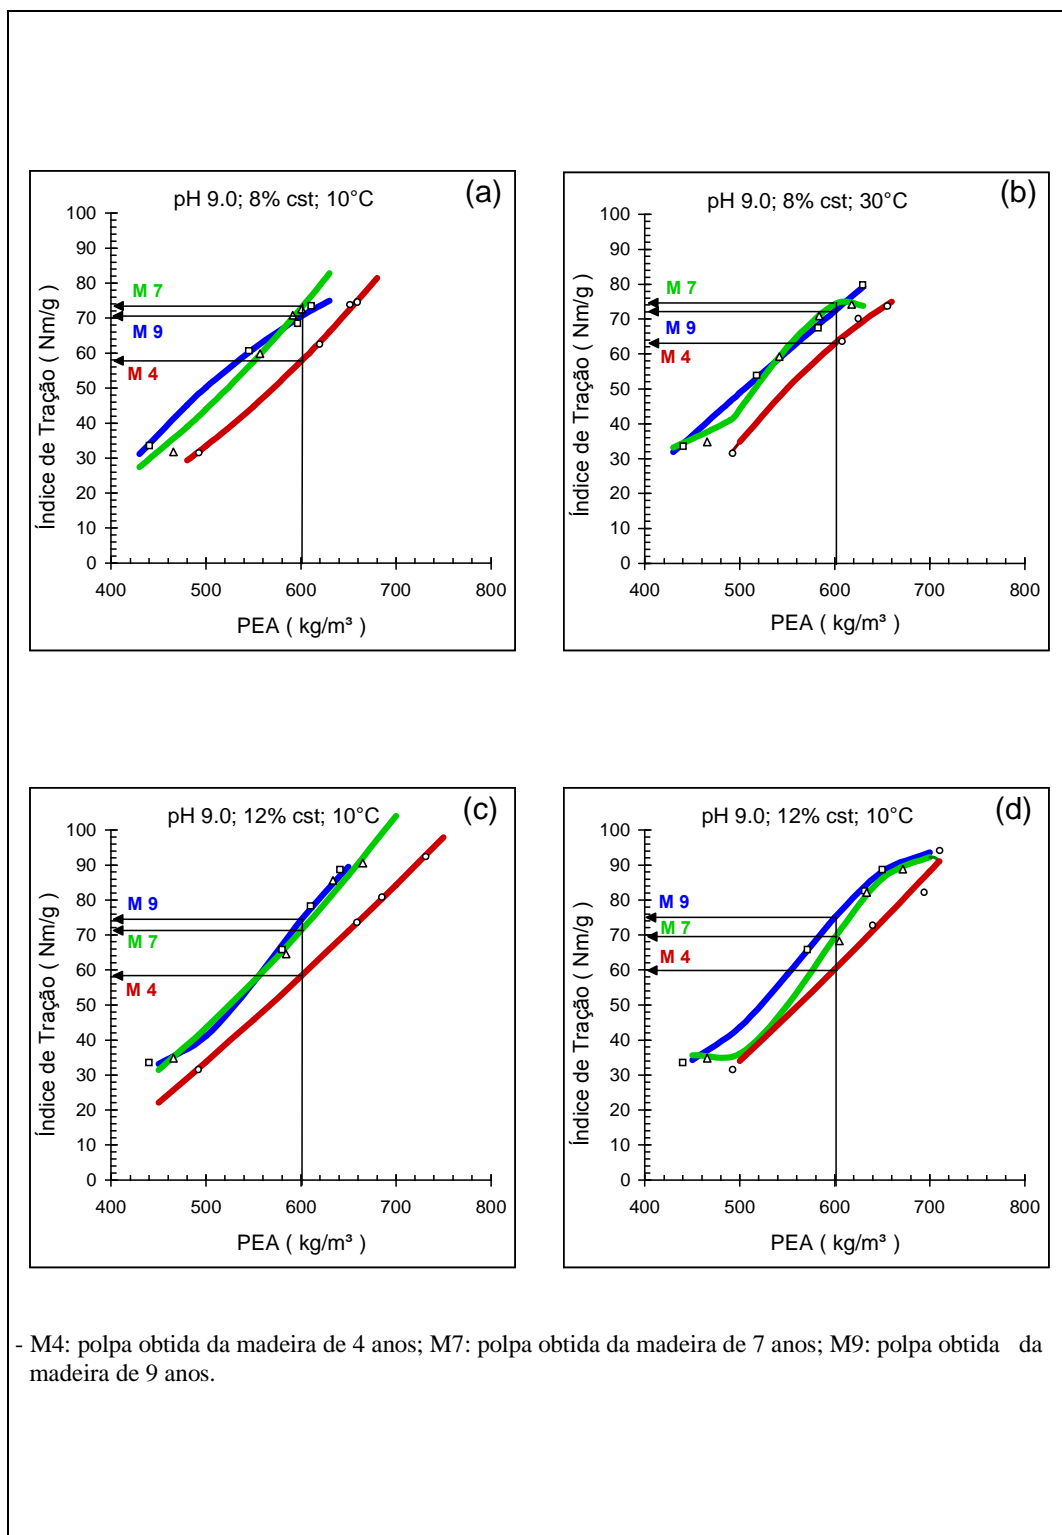 pH 9.0; 8% cst; 10°C
(a)
Índice de Tração ( Nm/g )
100
90
80
70
60
50
40
30
20
10
0
M 7
M 9
M 4
400 500 600 700 800
PEA ( kg/m³ )
pH 9.0; 8% cst; 30°C
(b)
Índice de Tração ( Nm/g )
100
90
80
70
60
50
40
30
20
10
0
M 7
M 9
M 4
400 500 600 700 800
PEA ( kg/m³ )
pH 9.0; 12% cst; 10°C
(c)
Índice de Tração ( Nm/g )
100
90
80
70
60
50
40
30
20
10
0
M 9
M 7
M 4
400 500 600 700 800
PEA ( kg/m³ )
pH 9.0; 12% cst; 10°C
(d)
Índice de Tração ( Nm/g )
100
90
80
70
60
50
40
30
20
10
0
M 9
M 7
M 4
400 500 600 700 800
PEA ( kg/m³ )
- M4: polpa obtida da madeira de 4 anos; M7: polpa obtida da madeira de 7 anos; M9: polpa obtida da
madeira de 9 anos.